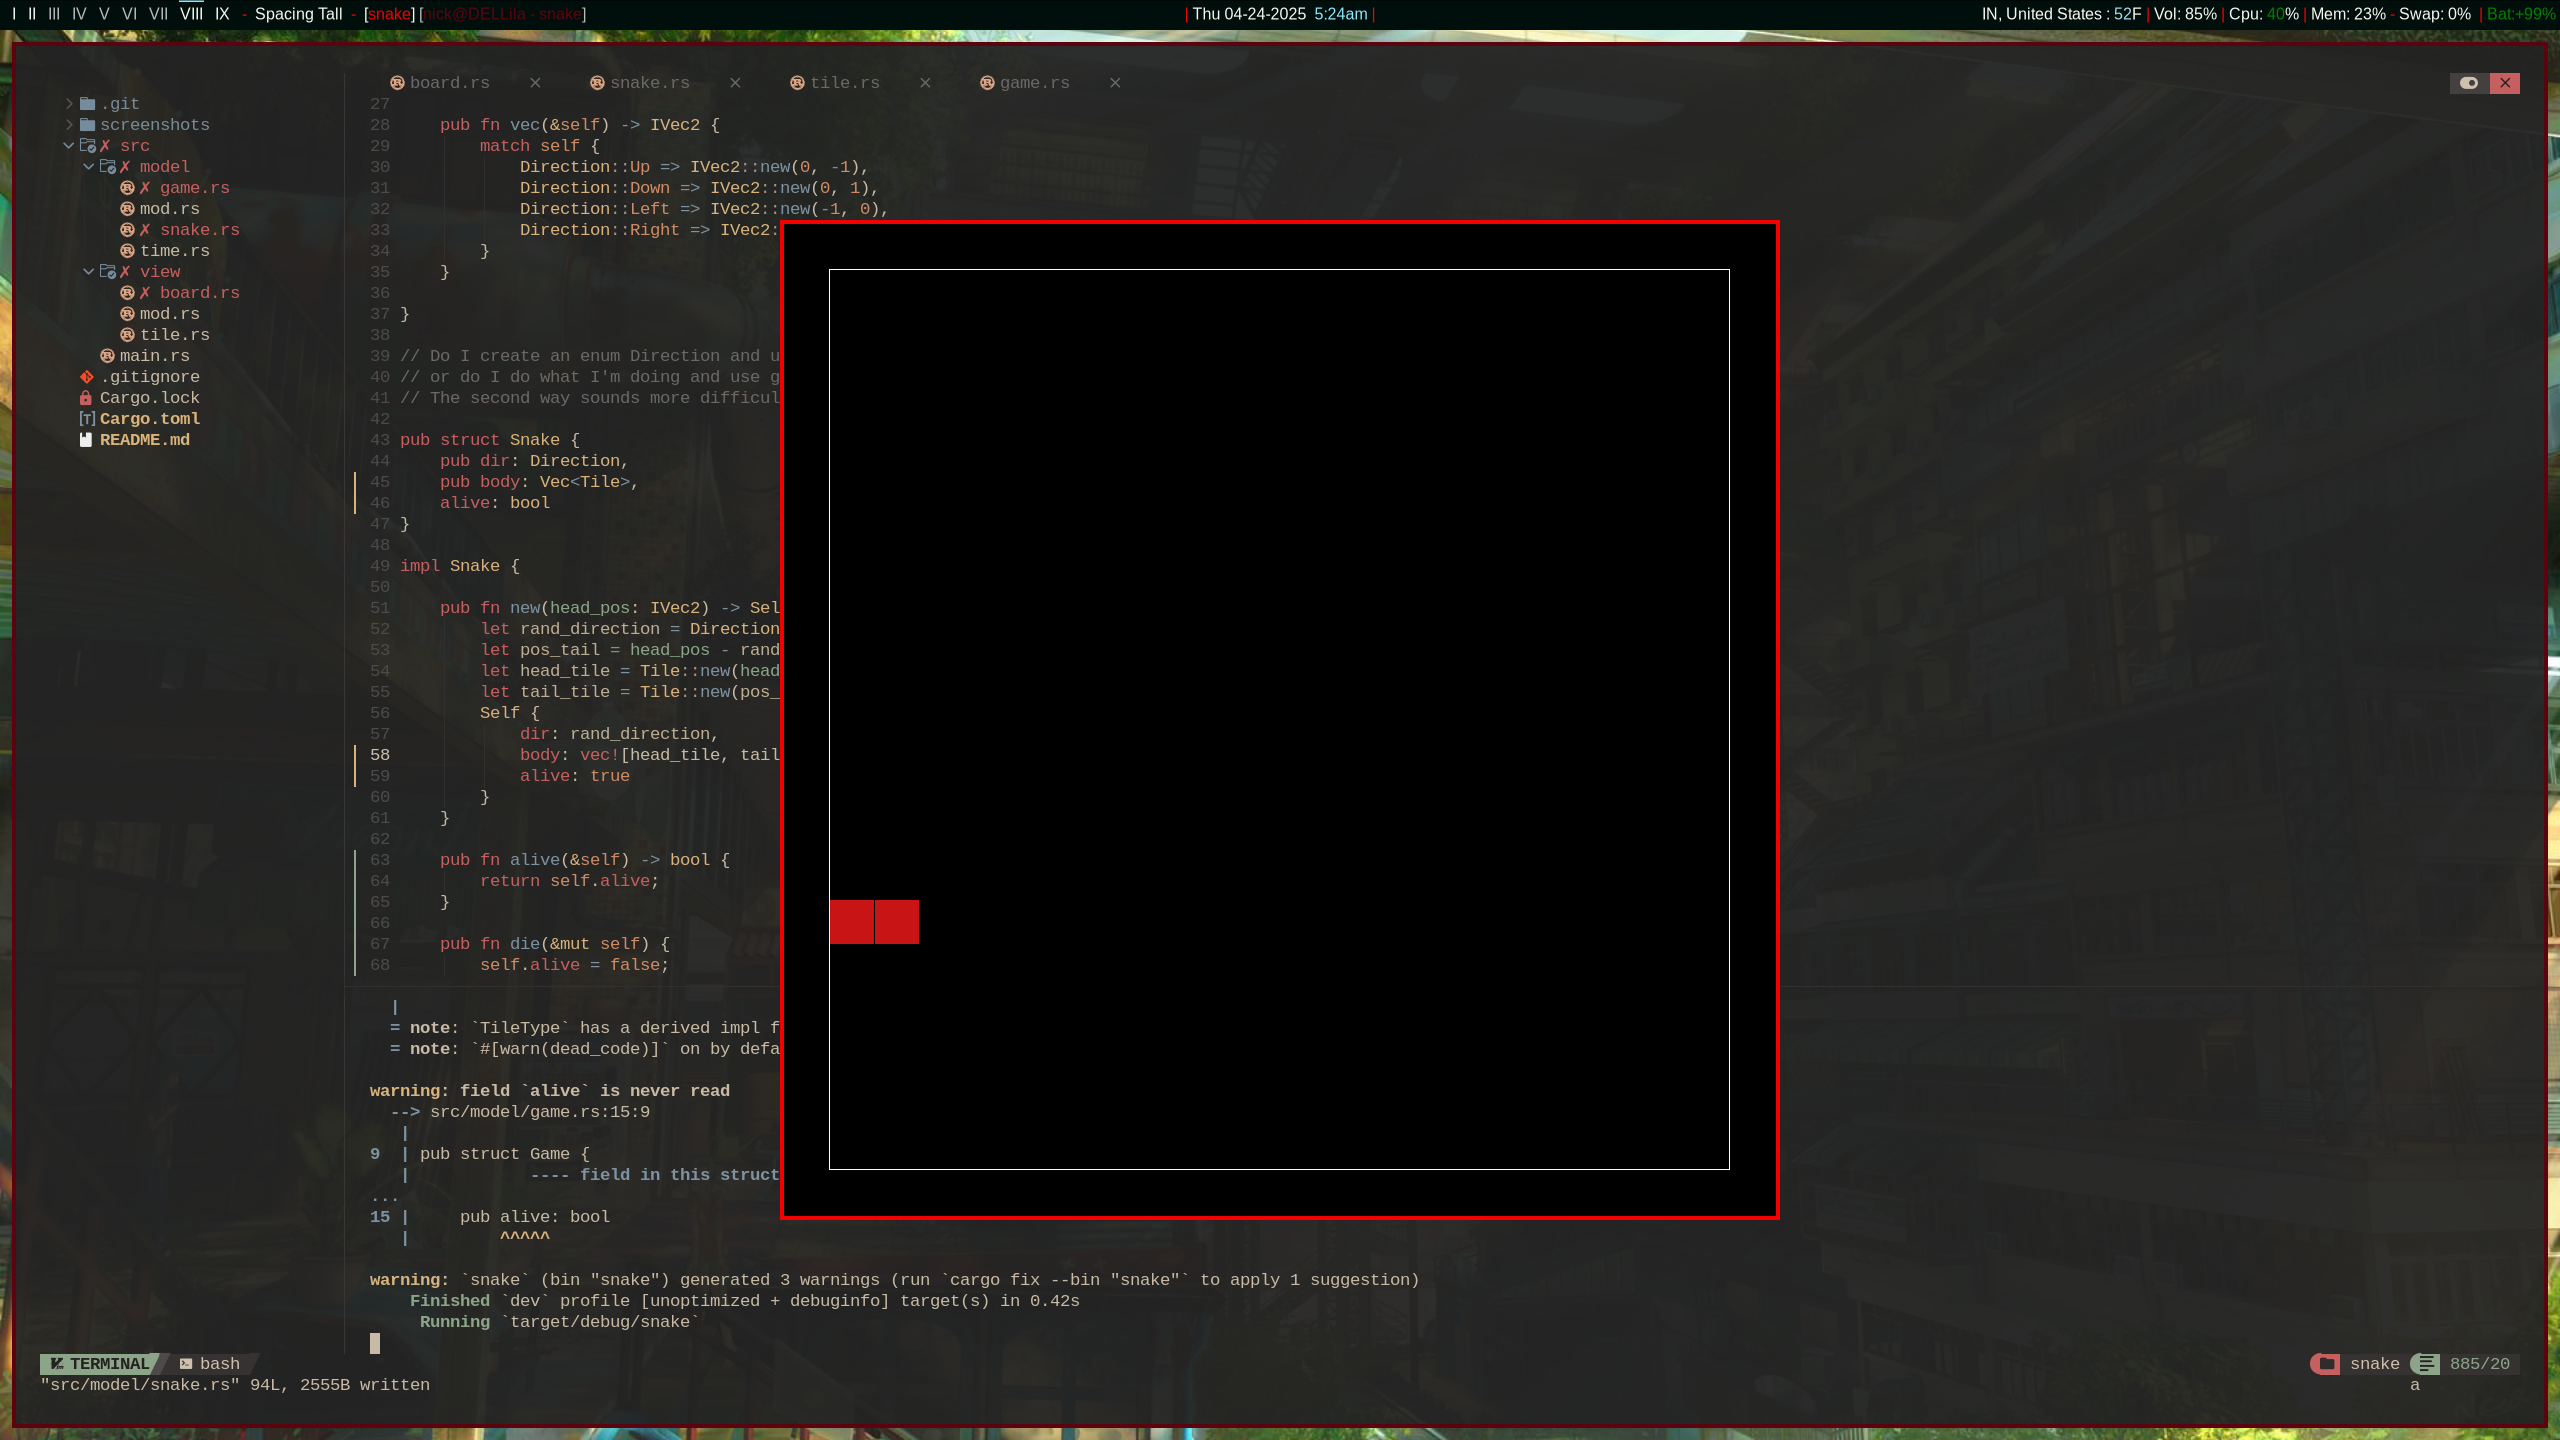 I II III IV V VI VII VIII IX - Spacing Tall - [snake] [nick@DELLila - snake]
| Thu 04-24-2025 5:24am |
IN, United States : 52F | Vol: 85% | Cpu: 40% | Mem: 23% - Swap: 0% | Bat:+99%
board.rs × snake.rs × tile.rs × game.rs ×
.git
screenshots
✗ src
✗ model
✗ game.rs
mod.rs
✗ snake.rs
time.rs
✗ view
✗ board.rs
mod.rs
tile.rs
main.rs
.gitignore
Cargo.lock
[T] Cargo.toml
README.md
27
28 pub fn vec(&self) -> IVec2 {
29 match self {
30 Direction::Up => IVec2::new(0, -1),
31 Direction::Down => IVec2::new(0, 1),
32 Direction::Left => IVec2::new(-1, 0),
33 Direction::Right => IVec2:
34 }
35 }
36
37 }
38
39 // Do I create an enum Direction and u
40 // or do I do what I'm doing and use g
41 // The second way sounds more difficul
42
43 pub struct Snake {
44 pub dir: Direction,
45 pub body: Vec<Tile>,
46 alive: bool
47 }
48
49 impl Snake {
50
51 pub fn new(head_pos: IVec2) -> Sel
52 let rand_direction = Direction
53 let pos_tail = head_pos - rand
54 let head_tile = Tile::new(head
55 let tail_tile = Tile::new(pos_
56 Self {
57 dir: rand_direction,
58 body: vec![head_tile, tail
59 alive: true
60 }
61 }
62
63 pub fn alive(&self) -> bool {
64 return self.alive;
65 }
66
67 pub fn die(&mut self) {
68 self.alive = false;
|
= note: `TileType` has a derived impl f
= note: `#[warn(dead_code)]` on by defa
warning: field `alive` is never read
--> src/model/game.rs:15:9
|
9 | pub struct Game {
| ---- field in this struct
...
15 | pub alive: bool
| ^^^^^
warning: `snake` (bin "snake") generated 3 warnings (run `cargo fix --bin "snake"` to apply 1 suggestion)
Finished `dev` profile [unoptimized + debuginfo] target(s) in 0.42s
Running `target/debug/snake`
TERMINAL bash snake 885/20
"src/model/snake.rs" 94L, 2555B written a